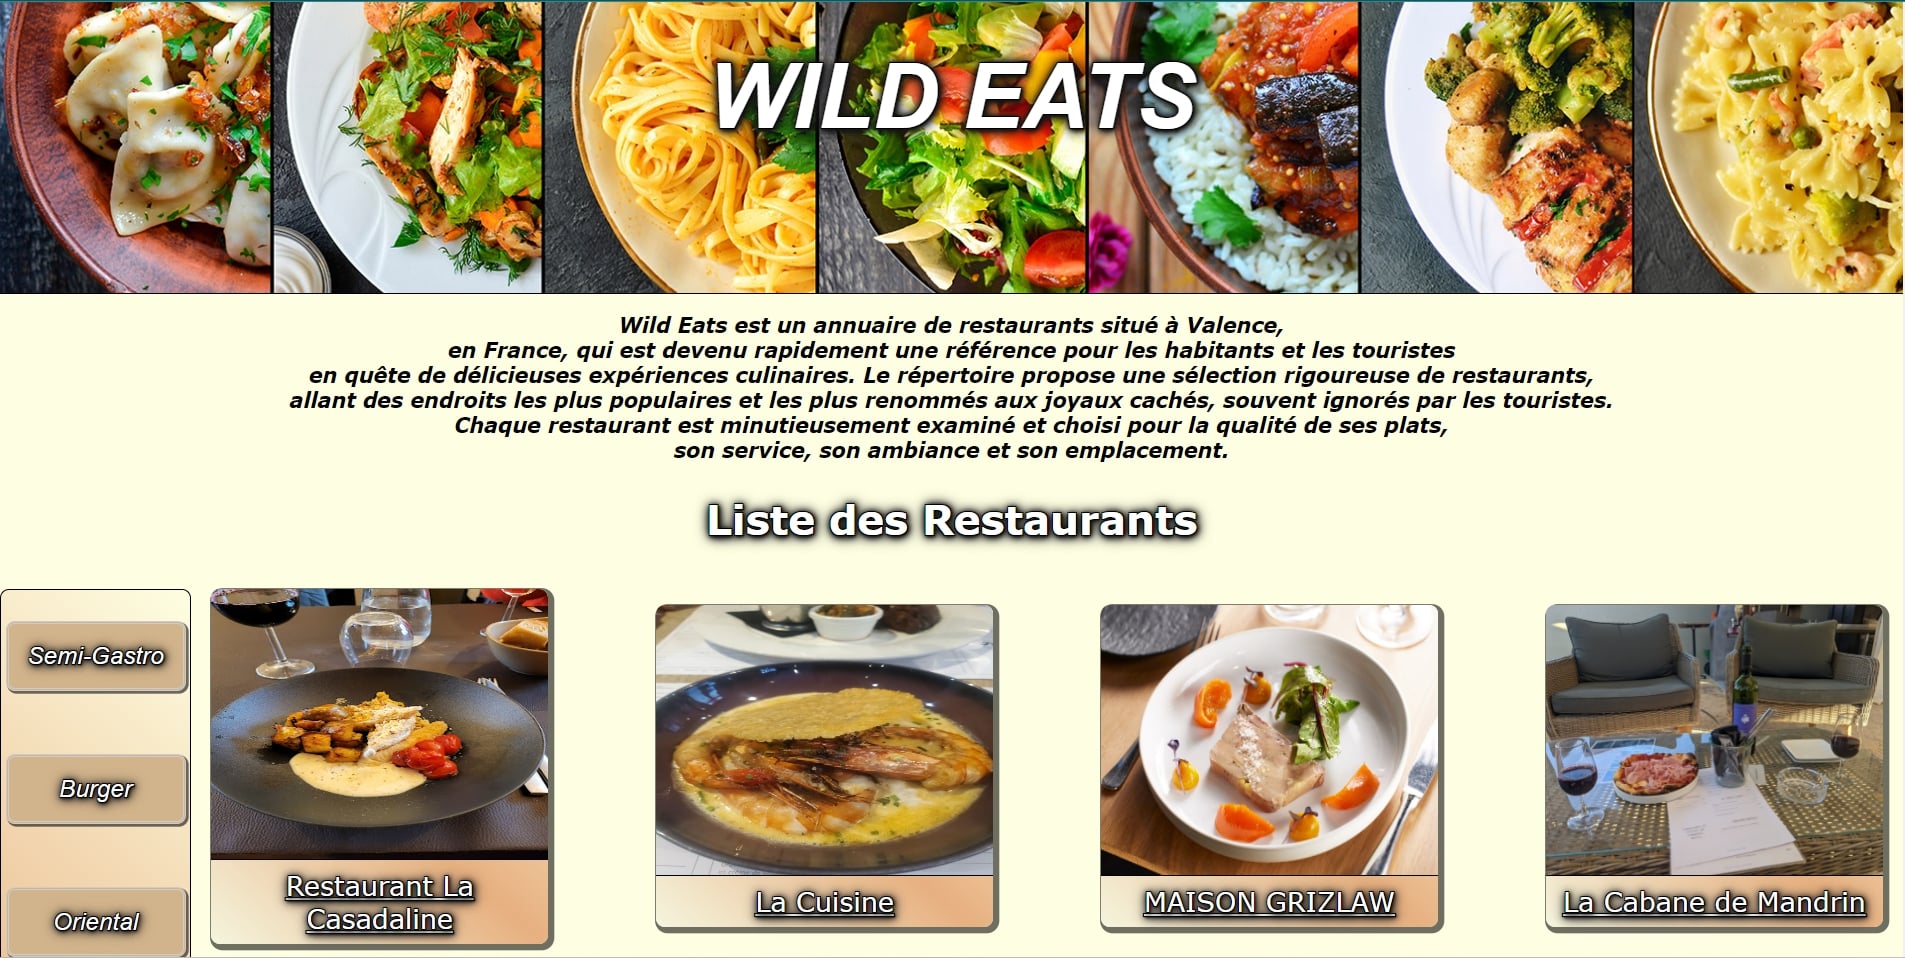 WILD EATS
Wild Eats est un annuaire de restaurants situé à Valence,
en France, qui est devenu rapidement une référence pour les habitants et les touristes
en quête de délicieuses expériences culinaires. Le répertoire propose une sélection rigoureuse de restaurants,
allant des endroits les plus populaires et les plus renommés aux joyaux cachés, souvent ignorés par les touristes.
Chaque restaurant est minutieusement examiné et choisi pour la qualité de ses plats,
son service, son ambiance et son emplacement.
Liste des Restaurants
Semi-Gastro
Burger
Oriental
Restaurant La
Casadaline
La Cuisine
MAISON GRIZLAW
La Cabane de Mandrin